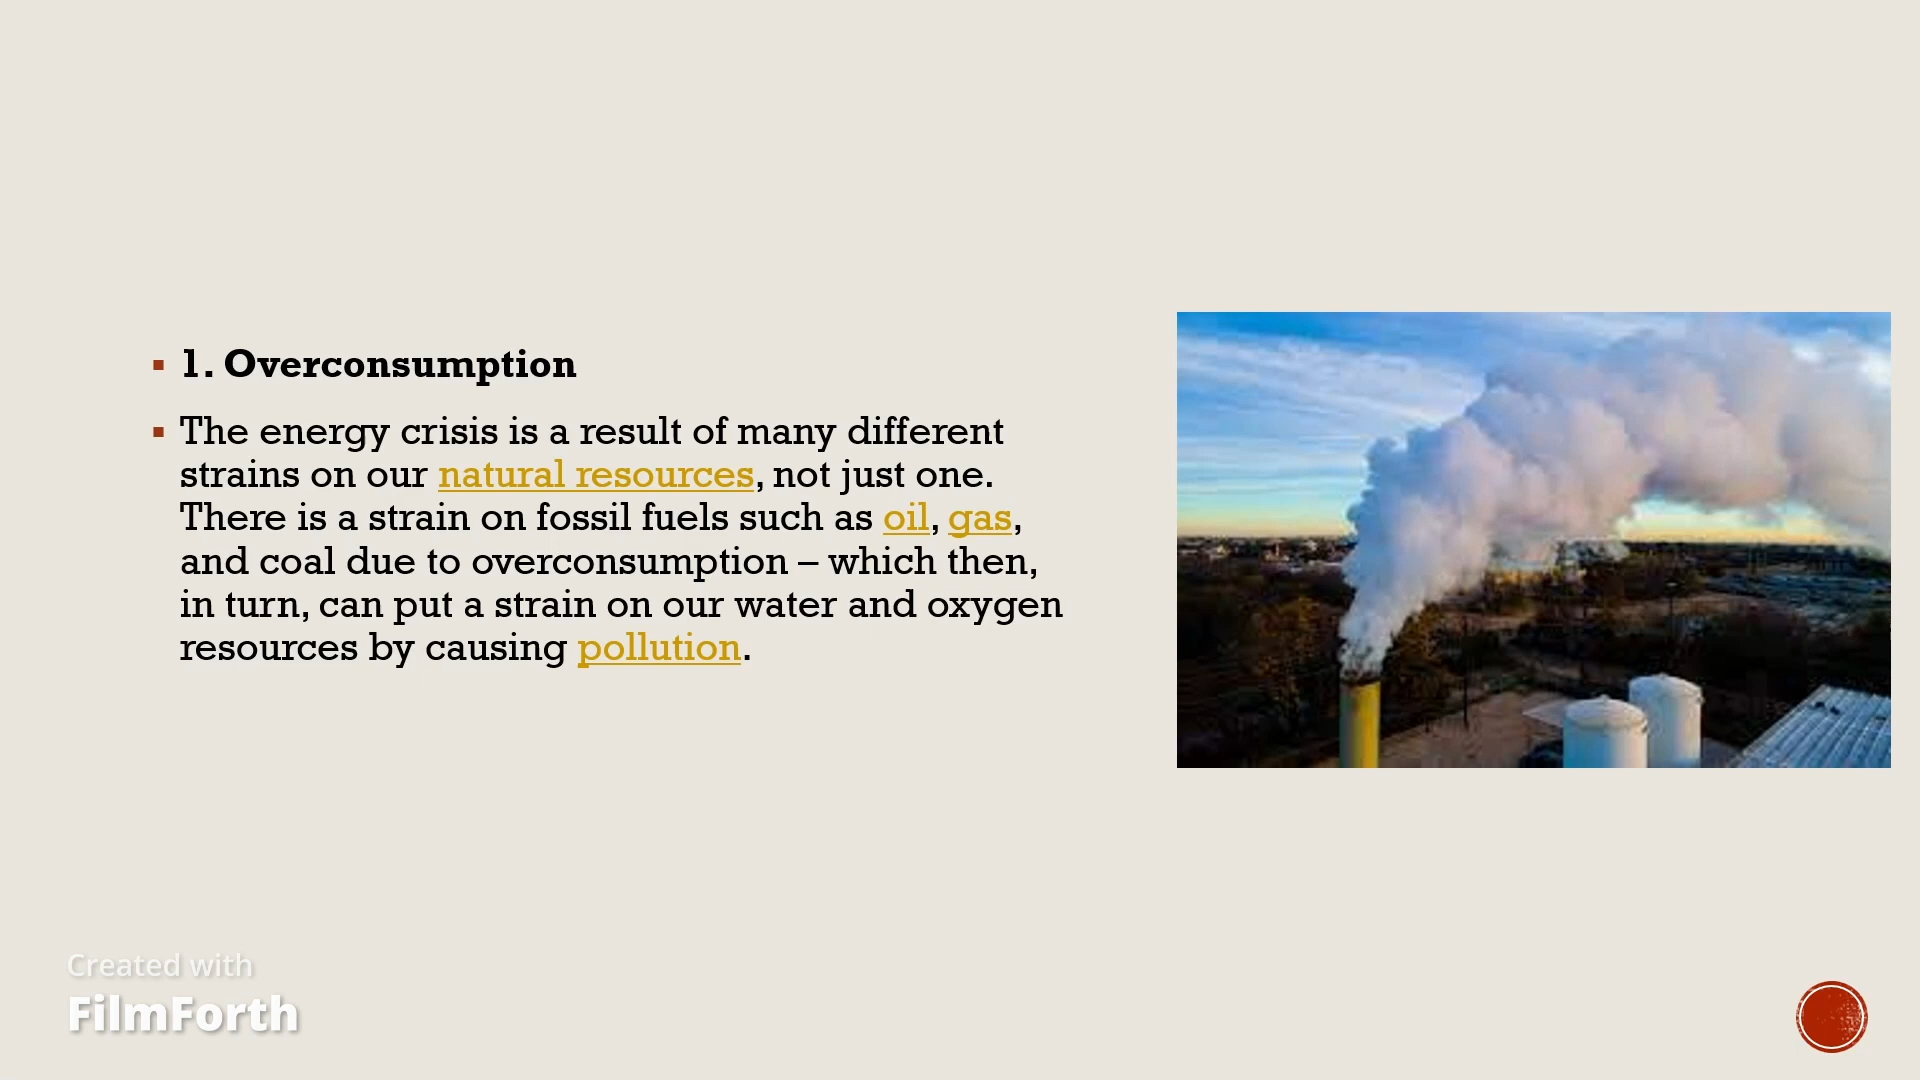 1. Overconsumption
The energy crisis is a result of many different
strains on our natural resources, not just one.
There is a strain on fossil fuels such as oil, gas,
and coal due to overconsumption – which then,
in turn, can put a strain on our water and oxygen
resources by causing pollution.
Created with
FilmForth